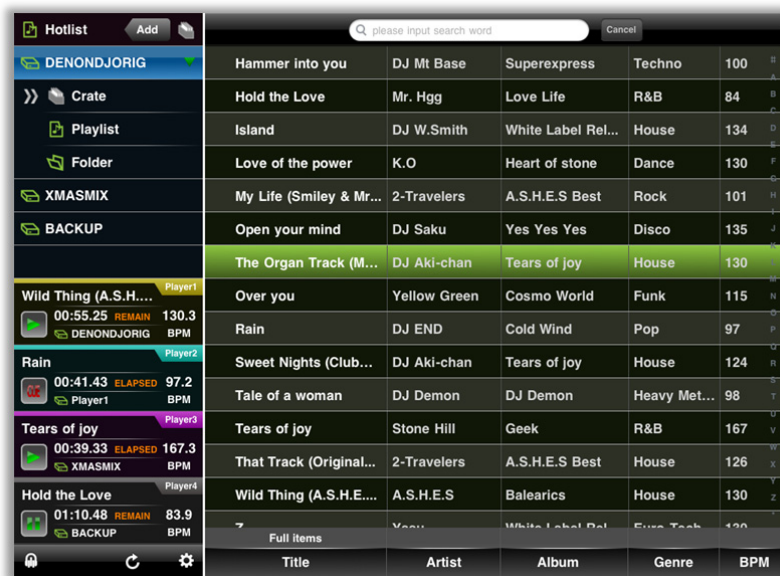 Hotlist Add
please input search word Cancel
DENONDJORIG
Crate
Playlist
Folder
XMASMIX
BACKUP
Player1
Wild Thing (A.S.H....
00:55.25 REMAIN 130.3
DENONDJORIG BPM
Player2
Rain
00:41.43 ELAPSED 97.2
Player1 BPM
Player3
Tears of joy
00:39.33 ELAPSED 167.3
XMASMIX BPM
Player4
Hold the Love
01:10.48 REMAIN 83.9
BACKUP BPM
Hammer into you DJ Mt Base Superexpress Techno 100
Hold the Love Mr. Hgg Love Life R&B 84
Island DJ W.Smith White Label Rel... House 134
Love of the power K.O Heart of stone Dance 130
My Life (Smiley & Mr... 2-Travelers A.S.H.E.S Best Rock 101
Open your mind DJ Saku Yes Yes Yes Disco 135
The Organ Track (M... DJ Aki-chan Tears of joy House 130
Over you Yellow Green Cosmo World Funk 115
Rain DJ END Cold Wind Pop 97
Sweet Nights (Club... DJ Aki-chan Tears of joy House 124
Tale of a woman DJ Demon DJ Demon Heavy Met... 98
Tears of joy Stone Hill Geek R&B 167
That Track (Original... 2-Travelers A.S.H.E.S Best House 126
Wild Thing (A.S.H.E.... A.S.H.E.S Balearics House 130
Full items
Title Artist Album Genre BPM